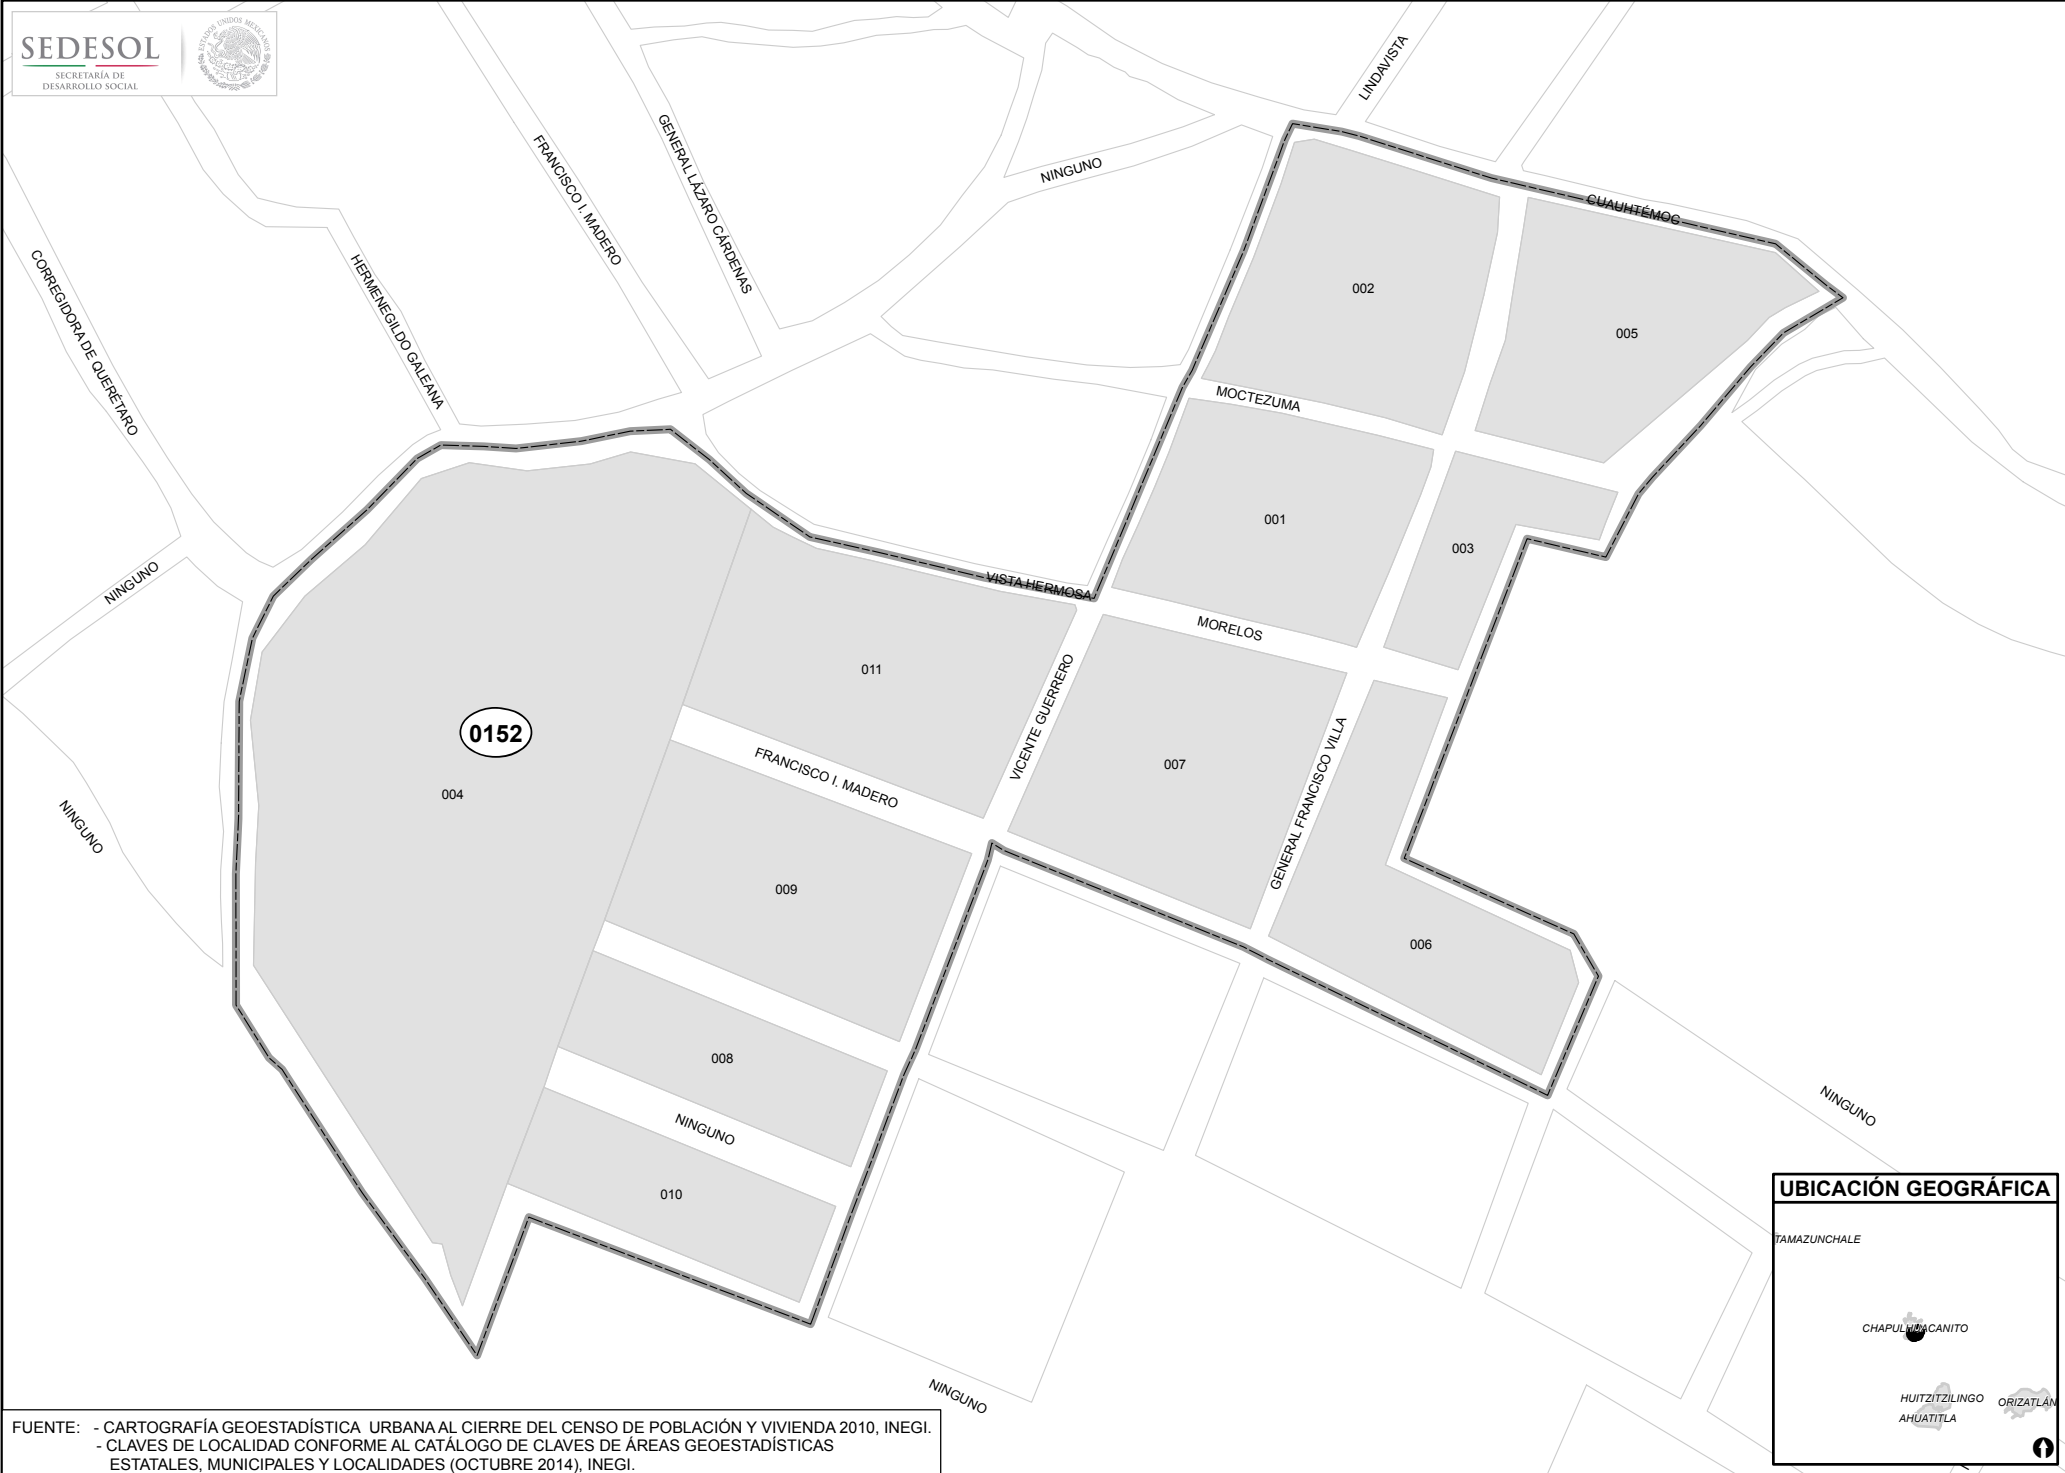 SEDESOL
SECRETARÍA DE
DESARROLLO SOCIAL
ESTADOS UNIDOS MEXICANOS
LINDAVISTA
GENERAL LÁZARO CÁRDENAS
FRANCISCO I. MADERO
NINGUNO
CUAUHTÉMOC
CORREGIDORA DE QUERÉTARO
HERMENEGILDO GALEANA
002
005
MOCTEZUMA
001
003
NINGUNO
VISTA HERMOSA
MORELOS
011
VICENTE GUERRERO
0152
FRANCISCO I. MADERO
007
GENERAL FRANCISCO VILLA
004
NINGUNO
009
006
008
NINGUNO
NINGUNO
010
NINGUNO
UBICACIÓN GEOGRÁFICA
TAMAZUNCHALE
CHAPULHUACANITO
HUITZITZILINGO
ORIZATLÁN
AHUATITLA
FUENTE: - CARTOGRAFÍA GEOESTADÍSTICA URBANA AL CIERRE DEL CENSO DE POBLACIÓN Y VIVIENDA 2010, INEGI.
- CLAVES DE LOCALIDAD CONFORME AL CATÁLOGO DE CLAVES DE ÁREAS GEOESTADÍSTICAS
ESTATALES, MUNICIPALES Y LOCALIDADES (OCTUBRE 2014), INEGI.